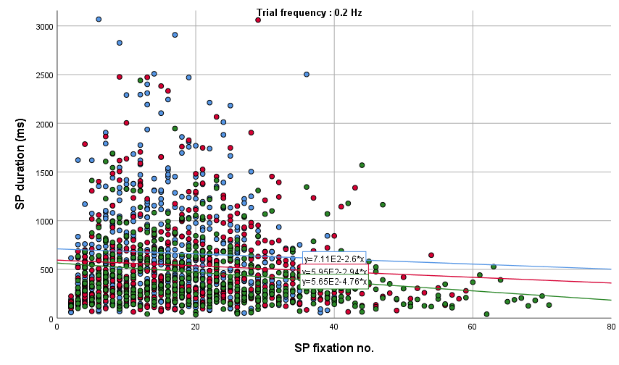 Trial frequency : 0.2 Hz
3000
2500
2000
1500
1000
500
0
SP duration (ms)
y=7.11E2-2.6*x
y=5.95E2-2.94*x
y=5.65E2-4.76*x
0 20 40 60 80
SP fixation no.